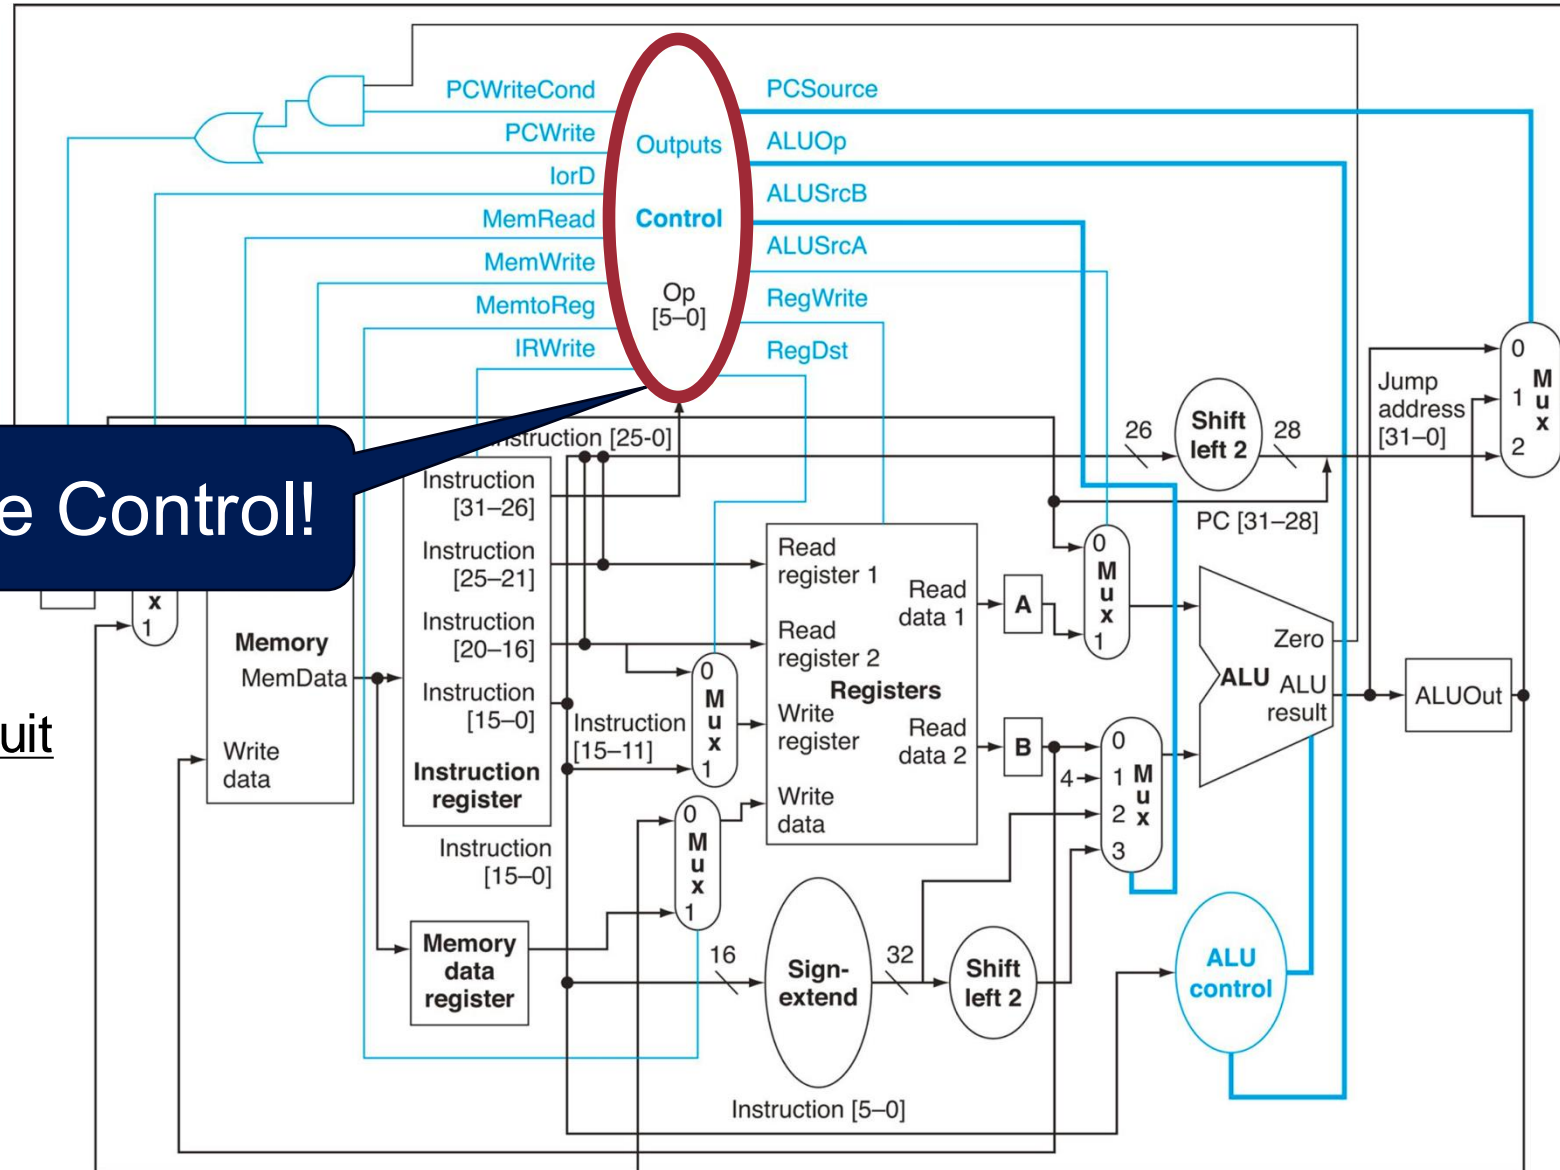 PCWriteCond
PCWrite
IorD
MemRead
MemWrite
MemtoReg
IRWrite
Outputs
Control
Op
[5–0]
PCSource
ALUOp
ALUSrcB
ALUSrcA
RegWrite
RegDst
e Control!
uit
x
1
Memory
MemData
Write
data
Instruction [25-0]
Instruction
[31–26]
Instruction
[25–21]
Instruction
[20–16]
Instruction
[15–0]
Instruction
register
Instruction
[15–0]
Memory
data
register
Instruction
[15–11]
0
M
u
x
1
0
M
u
x
1
Read
register 1
Read
register 2
Registers
Write
register
Write
data
Read
data 1
Read
data 2
A
B
4
0
M
u
x
1
0
1
2
3
M
u
x
16
Sign-
extend
32
Shift
left 2
Instruction [5–0]
26
Shift
left 2
28
PC [31–28]
Jump
address
[31–0]
0
1
2
M
u
x
Zero
ALU
ALU
result
ALUOut
ALU
control